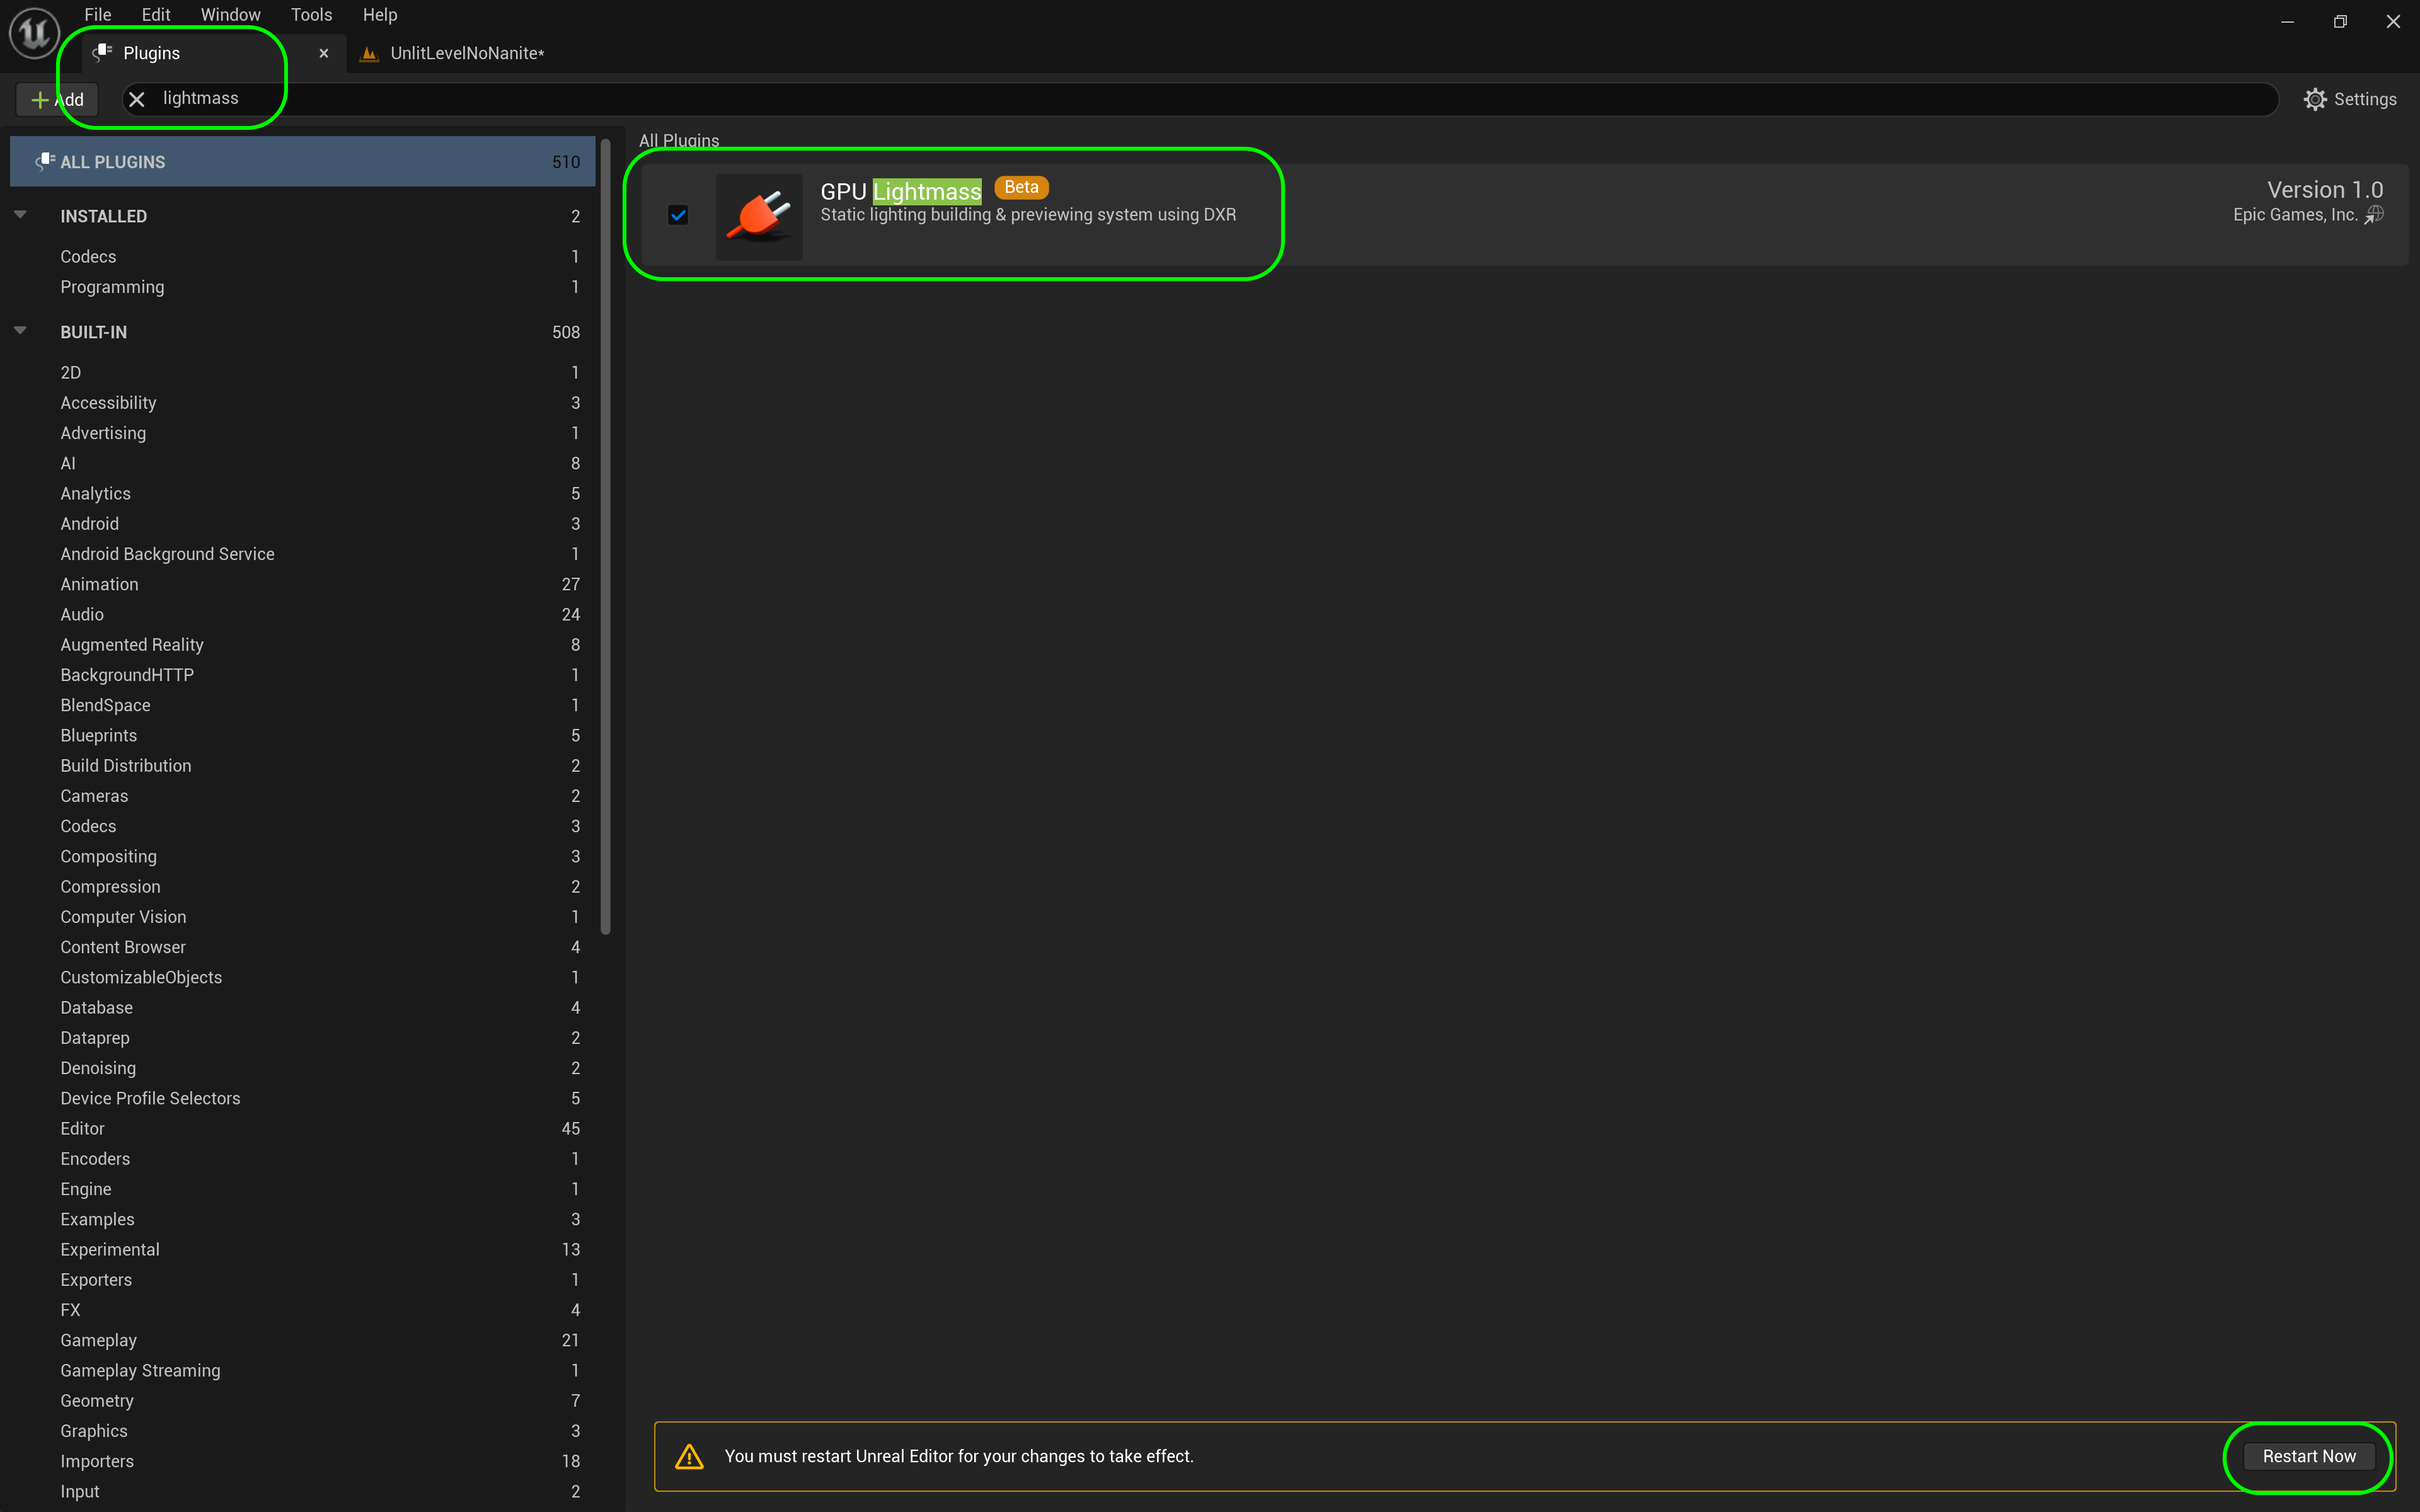 File Edit Window Tools Help
Plugins UnlitLevelNoNanite*
Add lightmass Settings
ALL PLUGINS 510
INSTALLED 2
Codecs 1
Programming 1
BUILT-IN 508
2D 1
Accessibility 3
Advertising 1
AI 8
Analytics 5
Android 3
Android Background Service 1
Animation 27
Audio 24
Augmented Reality 8
BackgroundHTTP 1
BlendSpace 1
Blueprints 5
Build Distribution 2
Cameras 2
Codecs 3
Compositing 3
Compression 2
Computer Vision 1
Content Browser 4
CustomizableObjects 1
Database 4
Dataprep 2
Denoising 2
Device Profile Selectors 5
Editor 45
Encoders 1
Engine 1
Examples 3
Experimental 13
Exporters 1
FX 4
Gameplay 21
Gameplay Streaming 1
Geometry 7
Graphics 3
Importers 18
Input 2
All Plugins
GPU Lightmass Beta
Static lighting building & previewing system using DXR
Version 1.0
Epic Games, Inc.
You must restart Unreal Editor for your changes to take effect.
Restart Now